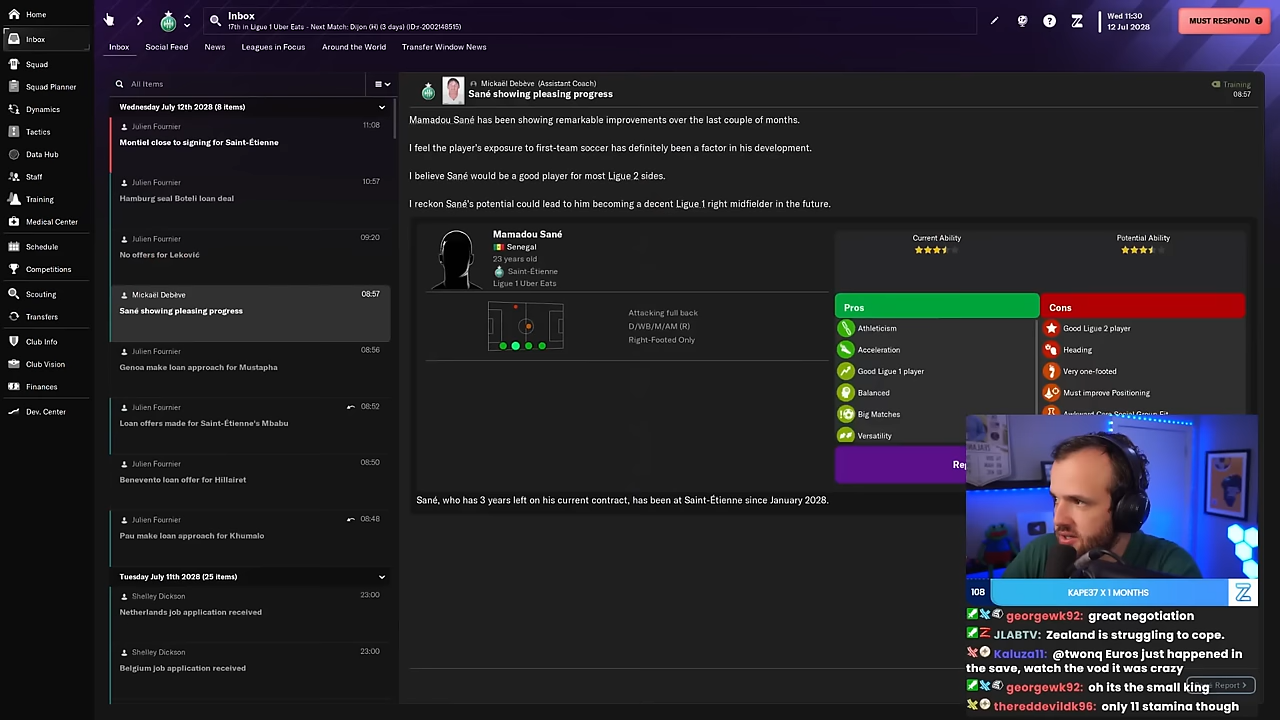 Home
Inbox
17th in Ligue 1 Uber Eats - Next Match: Dijon (H) (3 days) (ID:r-2002148515)
Wed 11:30
12 Jul 2028
MUST RESPOND
Inbox
Squad
Squad Planner
Dynamics
Tactics
Data Hub
Staff
Training
Medical Center
Schedule
Competitions
Scouting
Transfers
Club Info
Club Vision
Finances
Dev. Center
Inbox
Social Feed
News
Leagues in Focus
Around the World
Transfer Window News
All Items
Wednesday July 12th 2028 (8 items)
Julien Fournier
11:08
Montiel close to signing for Saint-Étienne
Julien Fournier
10:57
Hamburg seal Boteli loan deal
Julien Fournier
09:20
No offers for Leković
Mickaël Debève
08:57
Sané showing pleasing progress
Julien Fournier
08:56
Genoa make loan approach for Mustapha
Julien Fournier
08:52
Loan offers made for Saint-Étienne's Mbabu
Julien Fournier
08:50
Benevento loan offer for Hillairet
Julien Fournier
08:48
Pau make loan approach for Khumalo
Tuesday July 11th 2028 (25 items)
Shelley Dickson
23:00
Netherlands job application received
Shelley Dickson
23:00
Belgium job application received
Mickaël Debève (Assistant Coach)
Sané showing pleasing progress
Training
08:57
Mamadou Sané has been showing remarkable improvements over the last couple of months.
I feel the player's exposure to first-team soccer has definitely been a factor in his development.
I believe Sané would be a good player for most Ligue 2 sides.
I reckon Sané's potential could lead to him becoming a decent Ligue 1 right midfielder in the future.
Mamadou Sané
Senegal
23 years old
Saint-Étienne
Ligue 1 Uber Eats
Attacking full back
D/WB/M/AM (R)
Right-Footed Only
Current Ability
Potential Ability
Pros
Athleticism
Acceleration
Good Ligue 1 player
Balanced
Big Matches
Versatility
Cons
Good Ligue 2 player
Heading
Very one-footed
Must improve Positioning
Sané, who has 3 years left on his current contract, has been at Saint-Étienne since January 2028.
108
KAPE37 X 1 MONTHS
Z
georgewk92: great negotiation
JLABTV: Zealand is struggling to cope.
Kaluza11: @twonq Euros just happened in
the save, watch the vod it was crazy
georgewk92: oh its the small king
Report >
thereddevildk96: only 11 stamina though